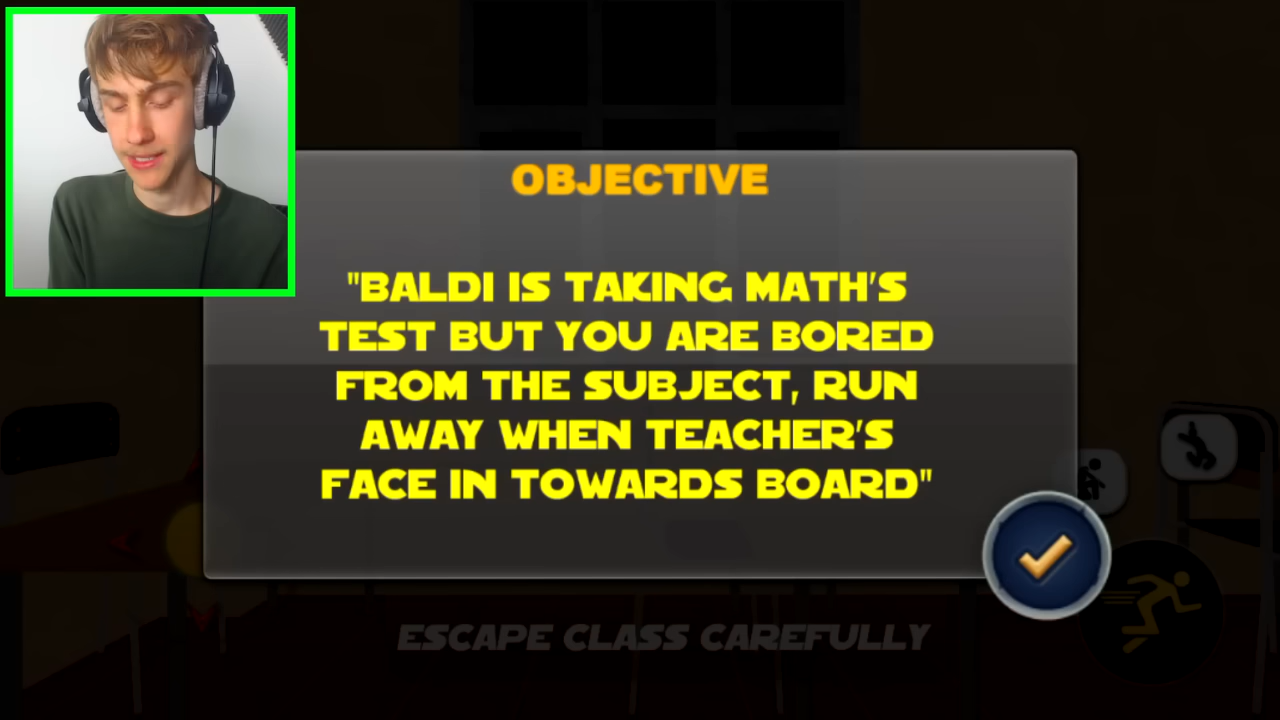 OBJECTIVE
"BALDI IS TAKING MATH'S
TEST BUT YOU ARE BORED
FROM THE SUBJECT, RUN
AWAY WHEN TEACHER'S
FACE IN TOWARDS BOARD"
ESCAPE CLASS CAREFULLY